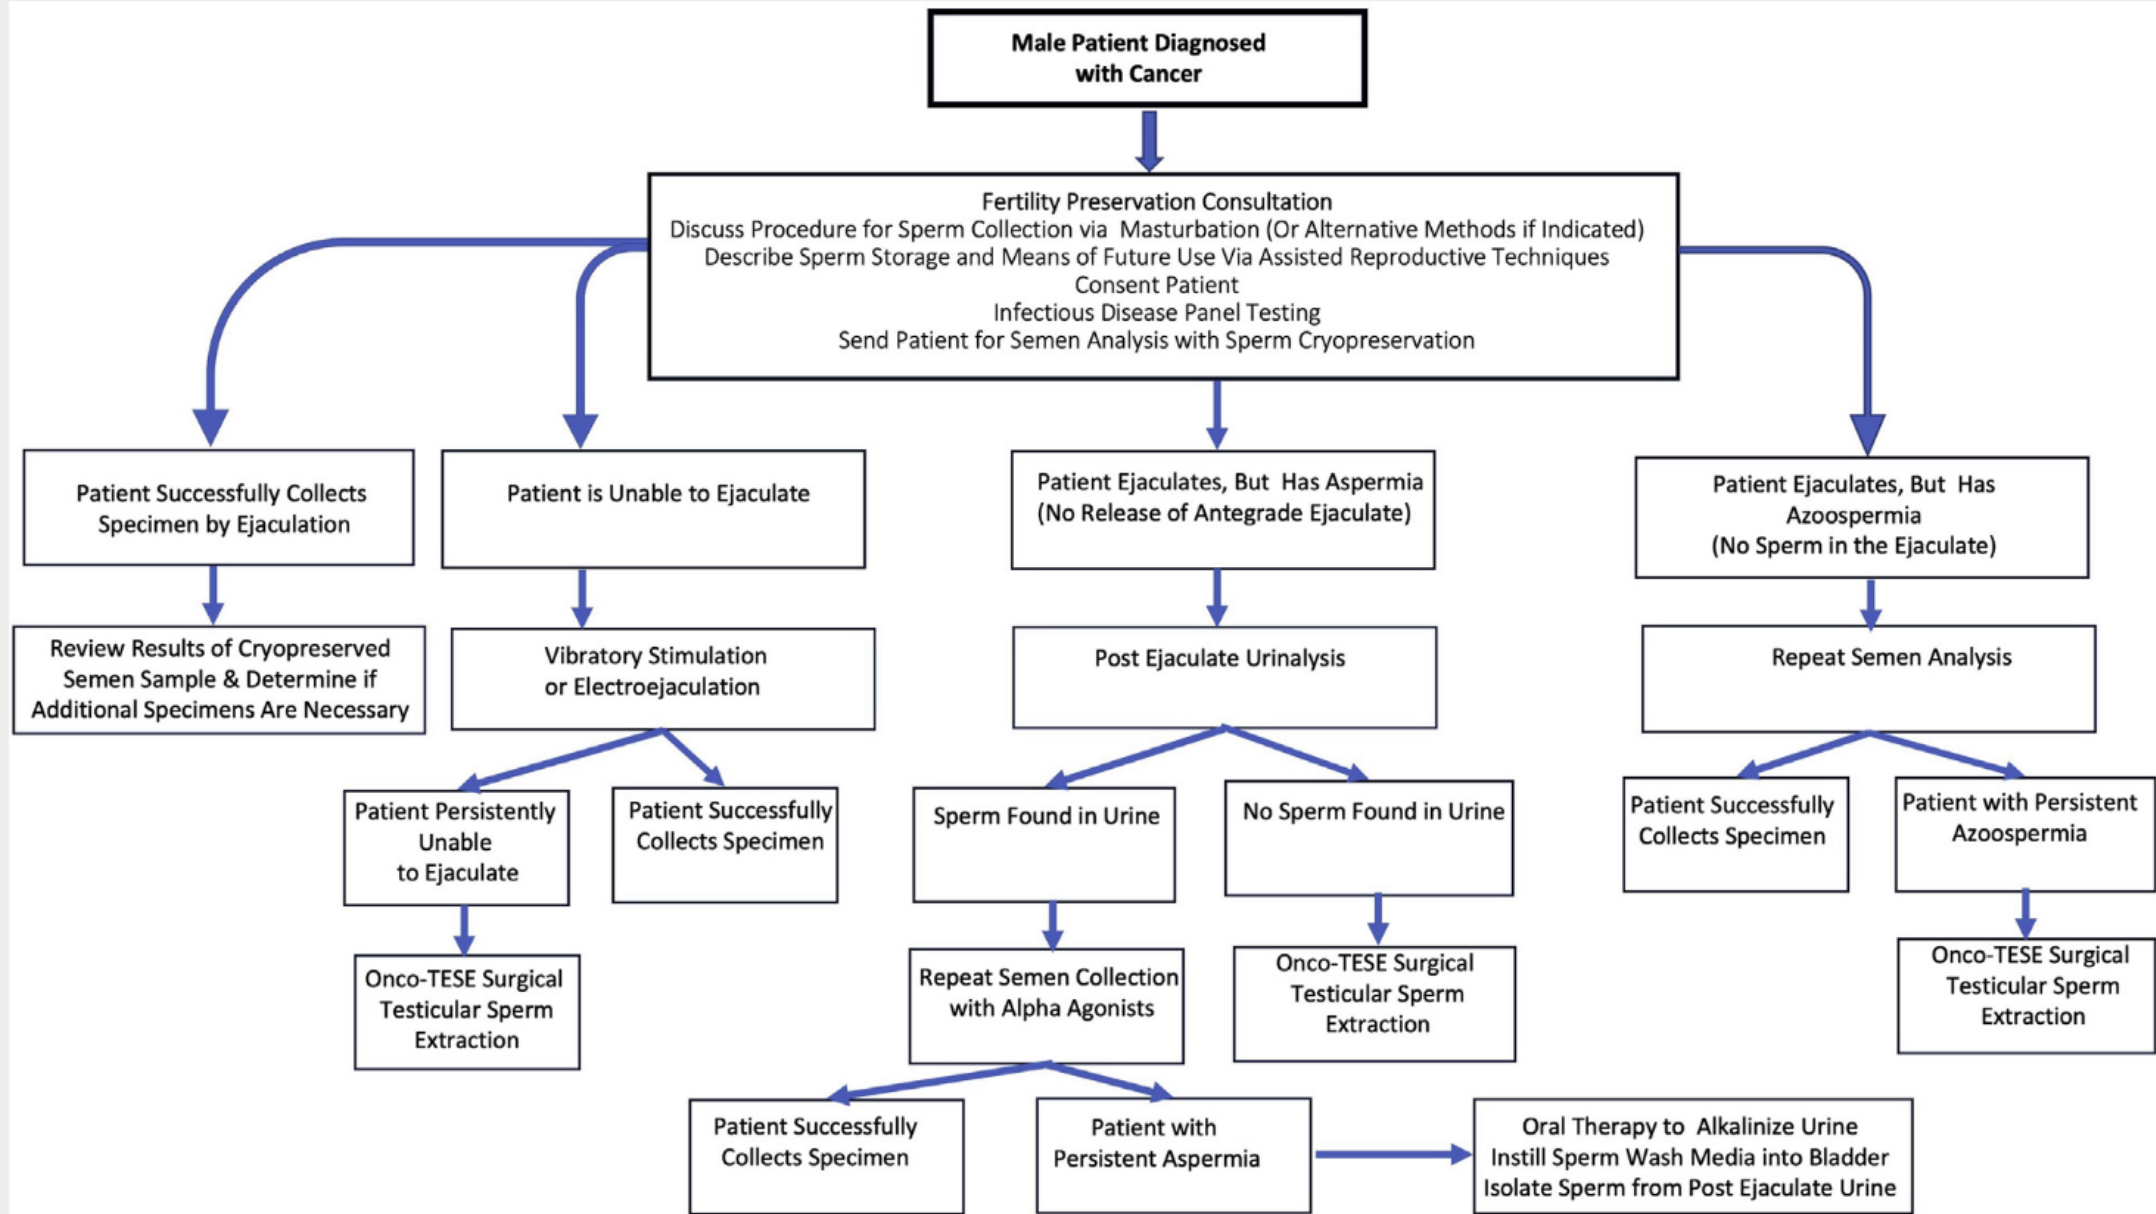 Male Patient Diagnosed
with Cancer
Fertility Preservation Consultation
Discuss Procedure for Sperm Collection via Masturbation (Or Alternative Methods if Indicated)
Describe Sperm Storage and Means of Future Use Via Assisted Reproductive Techniques
Consent Patient
Infectious Disease Panel Testing
Send Patient for Semen Analysis with Sperm Cryopreservation
Patient Successfully Collects
Specimen by Ejaculation
Patient is Unable to Ejaculate
Patient Ejaculates, But Has Aspermia
(No Release of Antegrade Ejaculate)
Patient Ejaculates, But Has
Azoospermia
(No Sperm in the Ejaculate)
Review Results of Cryopreserved
Semen Sample & Determine if
Additional Specimens Are Necessary
Vibratory Stimulation
or Electroejaculation
Post Ejaculate Urinalysis
Repeat Semen Analysis
Patient Persistently
Unable
to Ejaculate
Patient Successfully
Collects Specimen
Sperm Found in Urine
No Sperm Found in Urine
Patient Successfully
Collects Specimen
Patient with Persistent
Azoospermia
Onco-TESE Surgical
Testicular Sperm
Extraction
Repeat Semen Collection
with Alpha Agonists
Onco-TESE Surgical
Testicular Sperm
Extraction
Onco-TESE Surgical
Testicular Sperm
Extraction
Patient Successfully
Collects Specimen
Patient with
Persistent Aspermia
Oral Therapy to Alkalinize Urine
Instill Sperm Wash Media into Bladder
Isolate Sperm from Post Ejaculate Urine